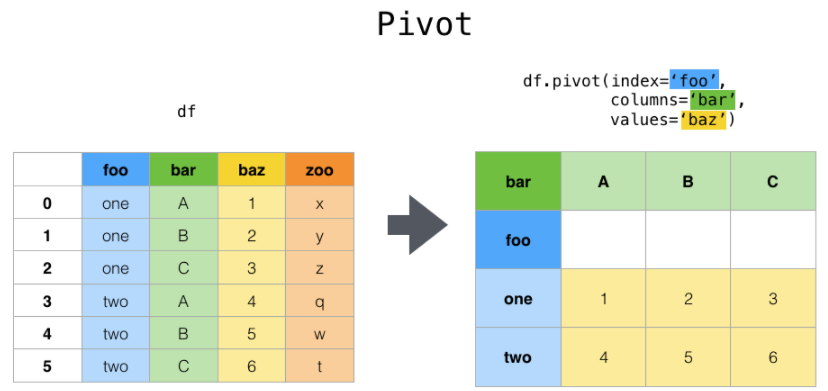 Pivot
df
foo bar baz zoo
0 one A 1 x
1 one B 2 y
2 one C 3 z
3 two A 4 q
4 two B 5 w
5 two C 6 t
df.pivot(index=‘foo’,
columns=‘bar’,
values=‘baz’)
bar A B C
foo
one 1 2 3
two 4 5 6